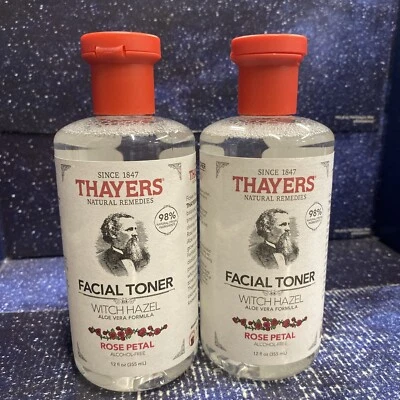 SINCE 1847
THAYERS
NATURAL REMEDIES
98%
FACIAL TONER
WITCH HAZEL
ALOE VERA FORMULA
ROSE PETAL
ALCOHOL-FREE
12 fl oz (355 mL)
SINCE 1847
THAYERS
NATURAL REMEDIES
98%
FACIAL TONER
WITCH HAZEL
ALOE VERA FORMULA
ROSE PETAL
ALCOHOL-FREE
12 fl oz (355 mL)